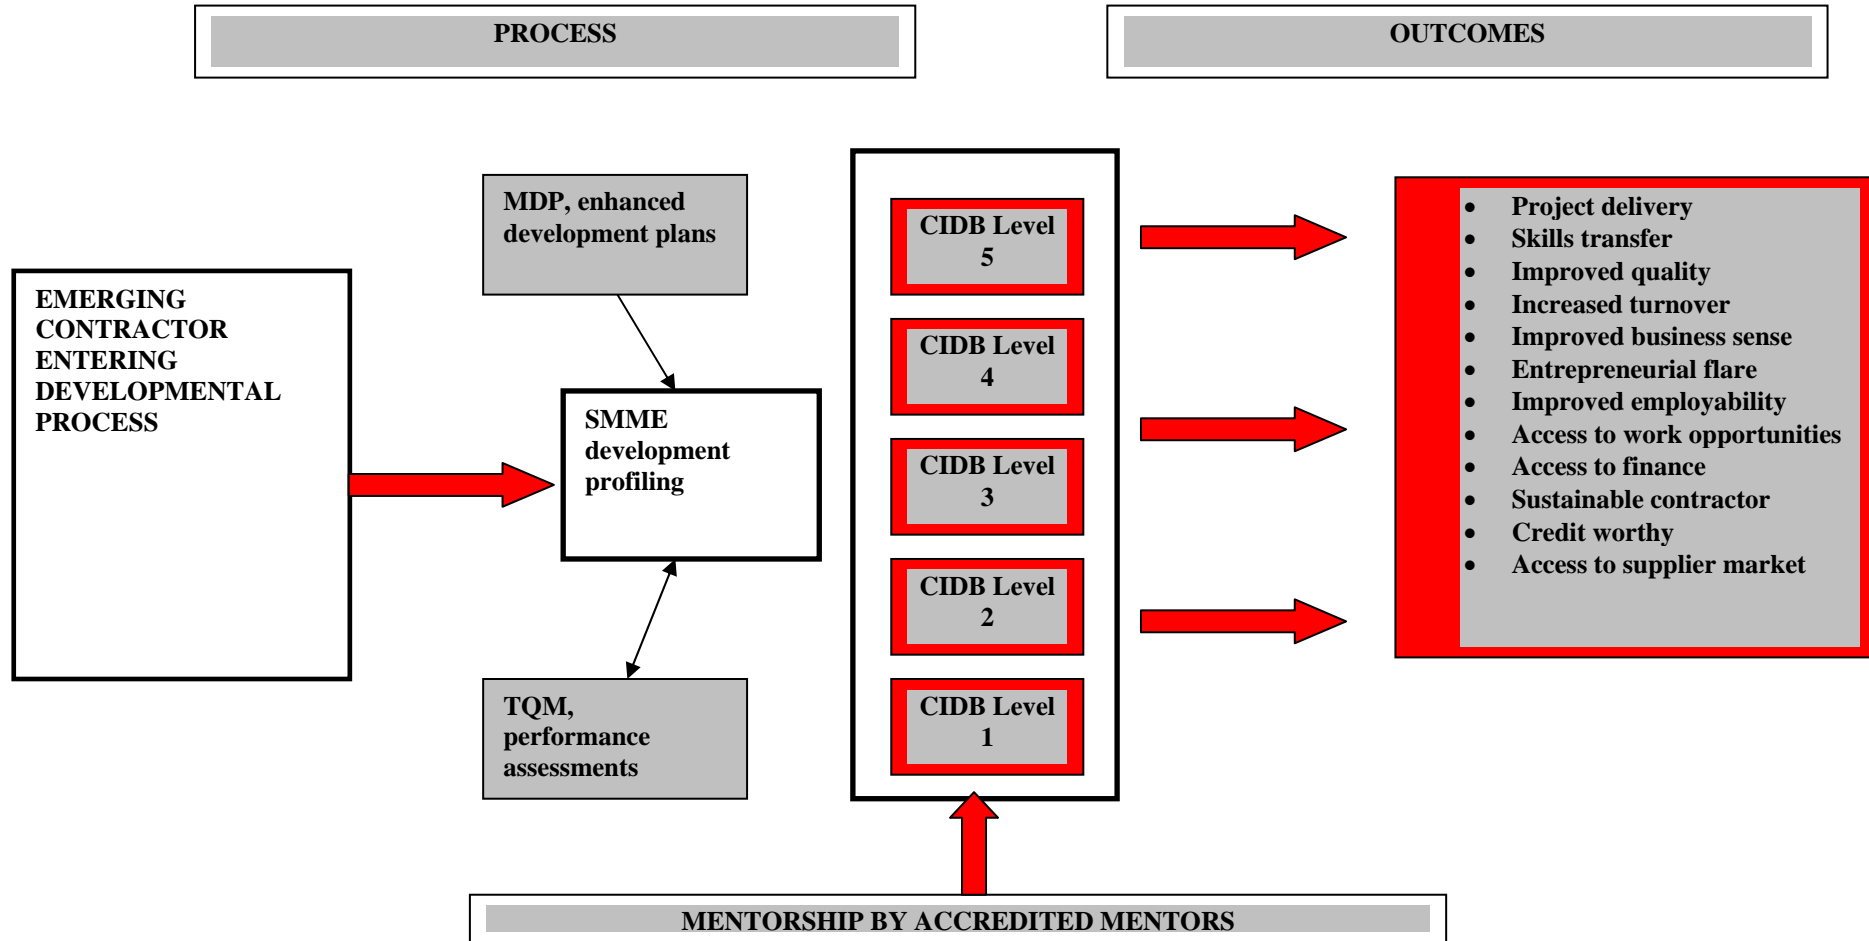 PROCESS
OUTCOMES
EMERGING
CONTRACTOR
ENTERING
DEVELOPMENTAL
PROCESS
MDP, enhanced
development plans
SMME
development
profiling
TQM,
performance
assessments
CIDB Level
5
CIDB Level
4
CIDB Level
3
CIDB Level
2
CIDB Level
1
• Project delivery
• Skills transfer
• Improved quality
• Increased turnover
• Improved business sense
• Entrepreneurial flare
• Improved employability
• Access to work opportunities
• Access to finance
• Sustainable contractor
• Credit worthy
• Access to supplier market
MENTORSHIP BY ACCREDITED MENTORS